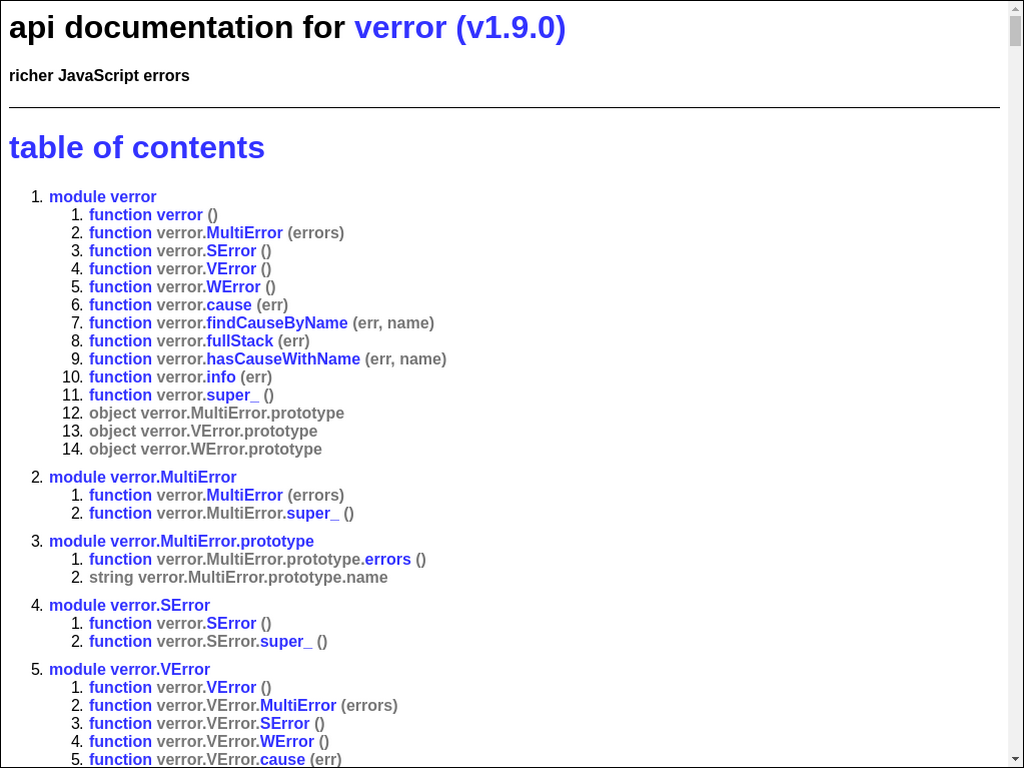 api documentation for verror (v1.9.0)
richer JavaScript errors
table of contents
1. module verror
1. function verror ()
2. function verror.MultiError (errors)
3. function verror.SError ()
4. function verror.VError ()
5. function verror.WError ()
6. function verror.cause (err)
7. function verror.findCauseByName (err, name)
8. function verror.fullStack (err)
9. function verror.hasCauseWithName (err, name)
10. function verror.info (err)
11. function verror.super_ ()
12. object verror.MultiError.prototype
13. object verror.VError.prototype
14. object verror.WError.prototype
2. module verror.MultiError
1. function verror.MultiError (errors)
2. function verror.MultiError.super_ ()
3. module verror.MultiError.prototype
1. function verror.MultiError.prototype.errors ()
2. string verror.MultiError.prototype.name
4. module verror.SError
1. function verror.SError ()
2. function verror.SError.super_ ()
5. module verror.VError
1. function verror.VError ()
2. function verror.VError.MultiError (errors)
3. function verror.VError.SError ()
4. function verror.VError.WError ()
5. function verror.VError.cause (err)